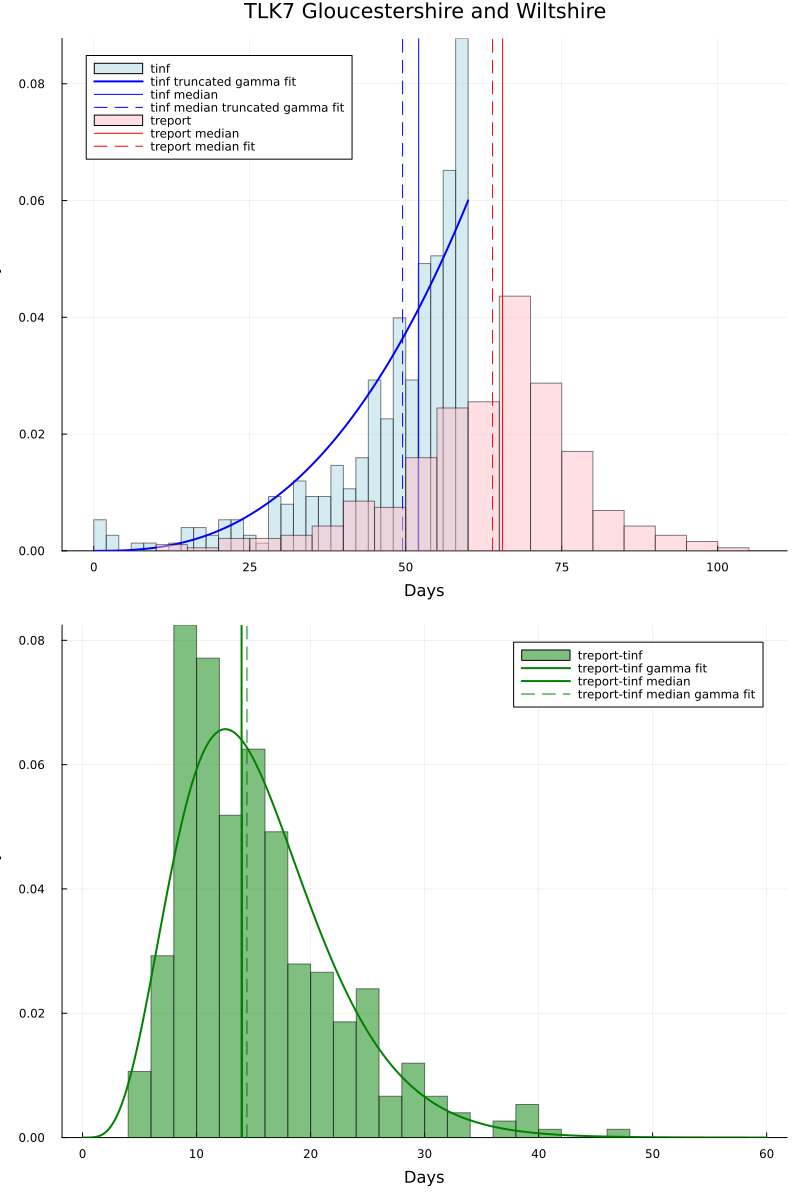 TLK7 Gloucestershire and Wiltshire
tinf
tinf truncated gamma fit
tinf median
tinf median truncated gamma fit
treport
treport median
treport median fit
0.08
0.06
0.04
0.02
0.00
0 25 50 75 100
Days
treport-tinf
treport-tinf gamma fit
treport-tinf median
treport-tinf median gamma fit
0.08
0.06
0.04
0.02
0.00
0 10 20 30 40 50 60
Days